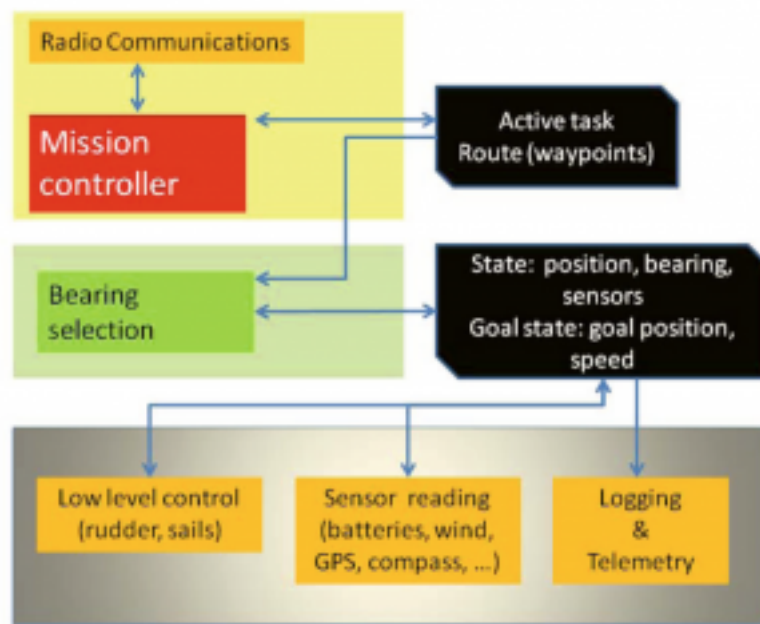 Radio Communications
Mission
controller
Active task
Route (waypoints)
Bearing
selection
State: position, bearing,
sensors
Goal state: goal position,
speed
Low level control
(rudder, sails)
Sensor reading
(batteries, wind,
GPS, compass, ...)
Logging
&
Telemetry